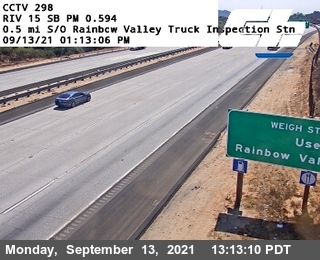 CCTV 298
RIV 15 SB PM 0.594
0.5 mi S/O Rainbow Valley Truck Inspection Stn
09/13/21 01:13:06 PM
WEIGH ST
Use
Rainbow Val
Monday, September 13, 2021 13:13:10 PDT